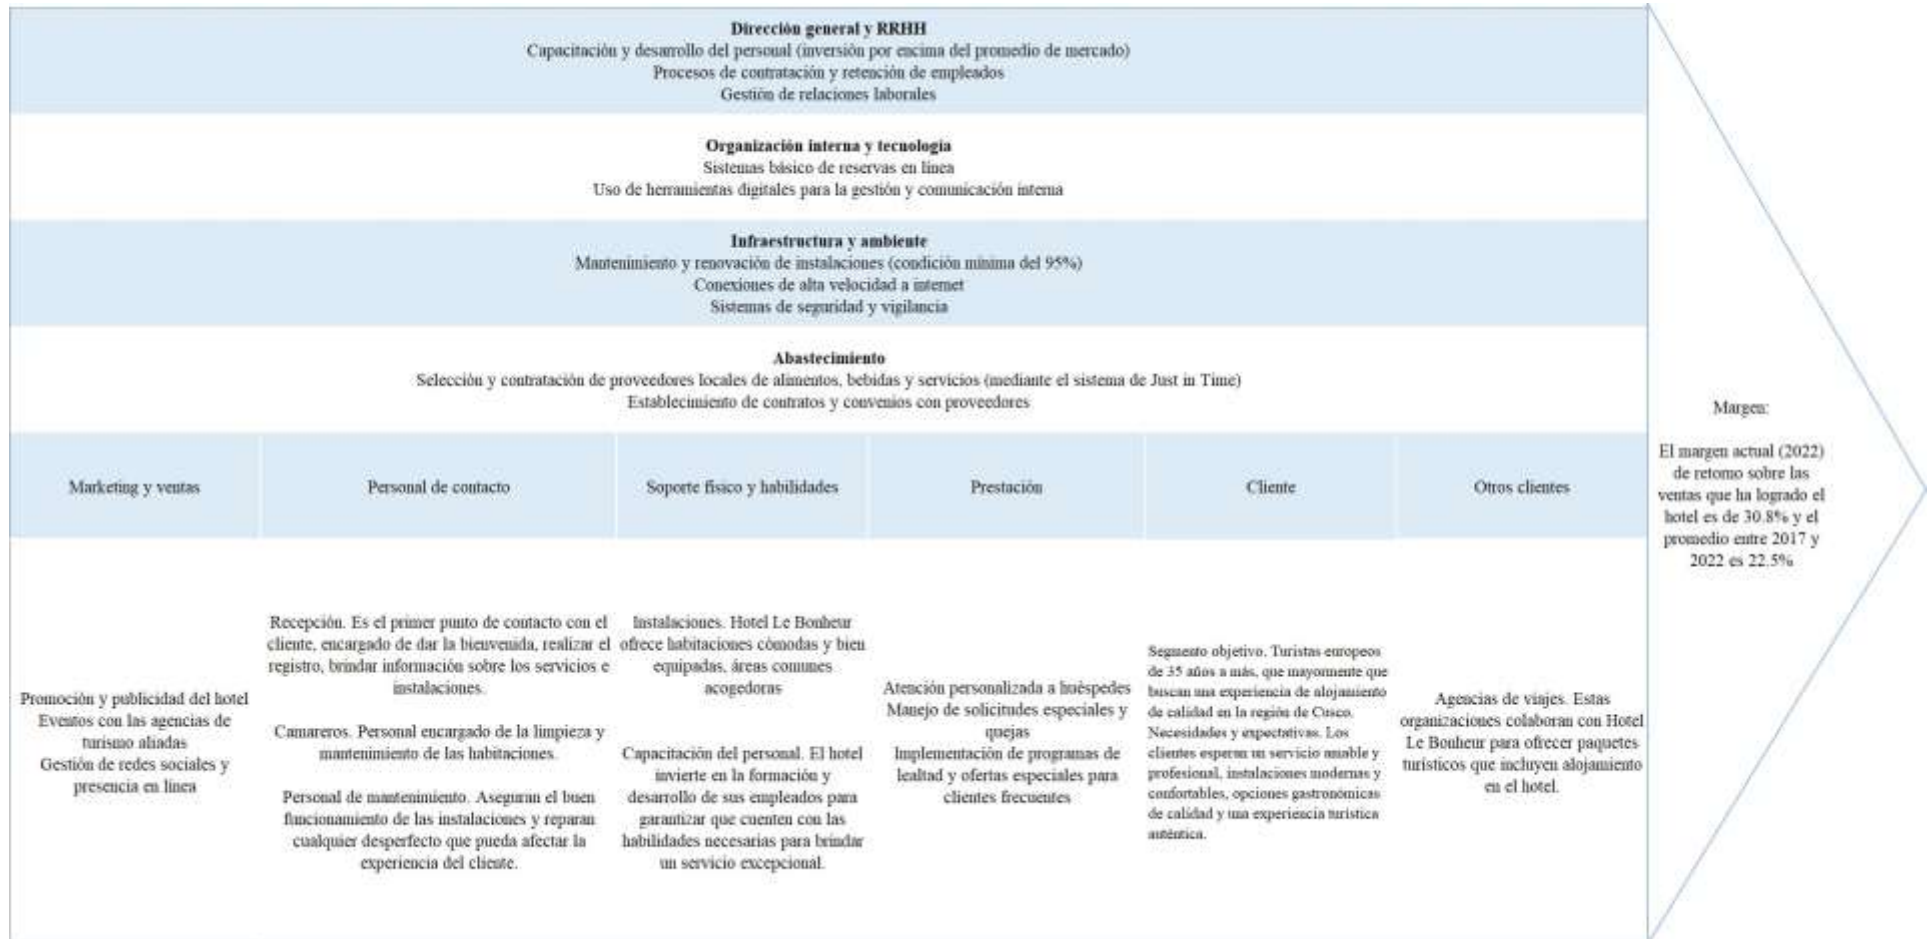 Dirección general y RRHH
Capacitación y desarrollo del personal (inversión por encima del promedio de mercado)
Procesos de contratación y retención de empleados
Gestión de relaciones laborales
Organización interna y tecnología
Sistemas básico de reservas en línea
Uso de herramientas digitales para la gestión y comunicación interna
Infraestructura y ambiente
Mantenimiento y renovación de instalaciones (condición mínima del 95%)
Conexiones de alta velocidad a internet
Sistemas de seguridad y vigilancia
Abastecimiento
Selección y contratación de proveedores locales de alimentos, bebidas y servicios (mediante el sistema de Just in Time)
Establecimiento de contratos y convenios con proveedores
Marketing y ventas
Personal de contacto
Soporte físico y habilidades
Prestación
Cliente
Otros clientes
Promoción y publicidad del hotel
Eventos con las agencias de
turismo aliadas
Gestión de redes sociales y
presencia en línea
Recepción. Es el primer punto de contacto con el
cliente, encargado de dar la bienvenida, realizar el
registro, brindar información sobre los servicios e
instalaciones.
Camareros. Personal encargado de la limpieza y
mantenimiento de las habitaciones.
Personal de mantenimiento. Aseguran el buen
funcionamiento de las instalaciones y reparan
cualquier desperfecto que pueda afectar la
experiencia del cliente.
Instalaciones. Hotel Le Bonheur
ofrece habitaciones cómodas y bien
equipadas, áreas comunes
acogedoras
Capacitación del personal. El hotel
invierte en la formación y
desarrollo de sus empleados para
garantizar que cuenten con las
habilidades necesarias para brindar
un servicio excepcional.
Atención personalizada a huéspedes
Manejo de solicitudes especiales y
quejas
Implementación de programas de
lealtad y ofertas especiales para
clientes frecuentes
Segmento objetivo. Turistas europeos
de 35 años a más, que mayormente que
buscan una experiencia de alojamiento
de calidad en la región de Cusco.
Necesidades y expectativas. Los
clientes esperan un servicio amable y
profesional, instalaciones modernas y
confortables, opciones gastronómicas
de calidad y una experiencia turística
auténtica.
Agencias de viajes. Estas
organizaciones colaboran con Hotel
Le Bonheur para ofrecer paquetes
turísticos que incluyen alojamiento
en el hotel.
Margen:
El margen actual (2022)
de retorno sobre las
ventas que ha logrado el
hotel es de 30.8% y el
promedio entre 2017 y
2022 es 22.5%